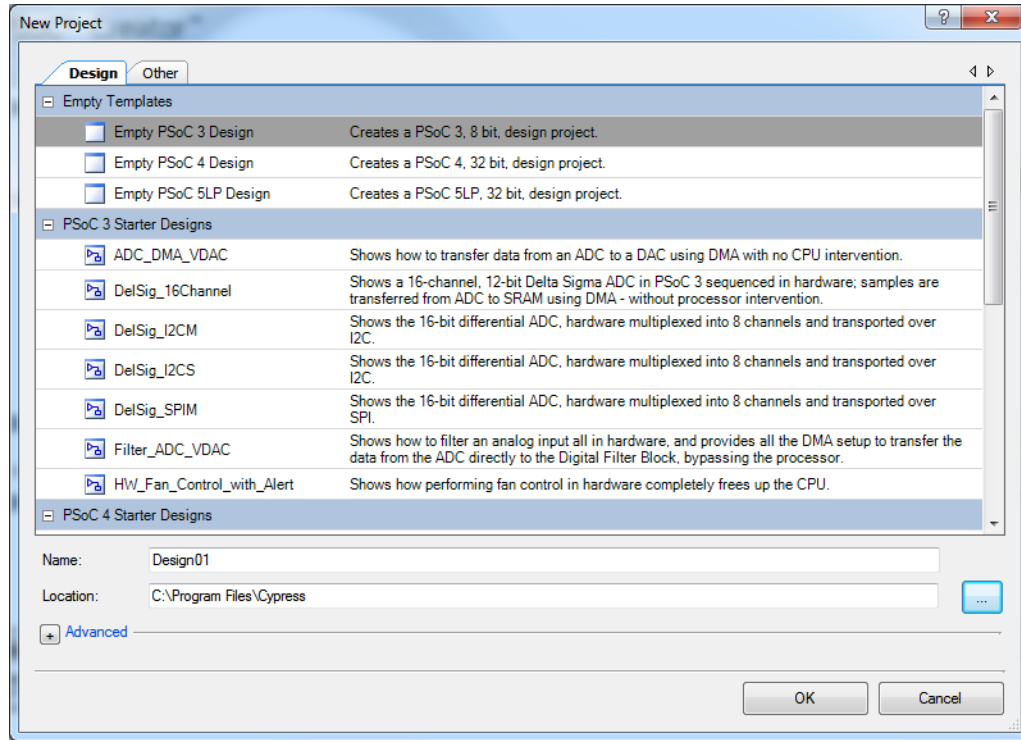 New Project
Design Other
Empty Templates
Empty PSoC 3 Design Creates a PSoC 3, 8 bit, design project.
Empty PSoC 4 Design Creates a PSoC 4, 32 bit, design project.
Empty PSoC 5LP Design Creates a PSoC 5LP, 32 bit, design project.
PSoC 3 Starter Designs
ADC_DMA_VDAC Shows how to transfer data from an ADC to a DAC using DMA with no CPU intervention.
DelSig_16Channel Shows a 16-channel, 12-bit Delta Sigma ADC in PSoC 3 sequenced in hardware; samples are
transferred from ADC to SRAM using DMA - without processor intervention.
DelSig_I2CM Shows the 16-bit differential ADC, hardware multiplexed into 8 channels and transported over
I2C.
DelSig_I2CS Shows the 16-bit differential ADC, hardware multiplexed into 8 channels and transported over
I2C.
DelSig_SPIM Shows the 16-bit differential ADC, hardware multiplexed into 8 channels and transported over
SPI.
Filter_ADC_VDAC Shows how to filter an analog input all in hardware, and provides all the DMA setup to transfer the
data from the ADC directly to the Digital Filter Block, bypassing the processor.
HW_Fan_Control_with_Alert Shows how performing fan control in hardware completely frees up the CPU.
PSoC 4 Starter Designs
Name: Design01
Location: C:\Program Files\Cypress ...
Advanced
OK Cancel